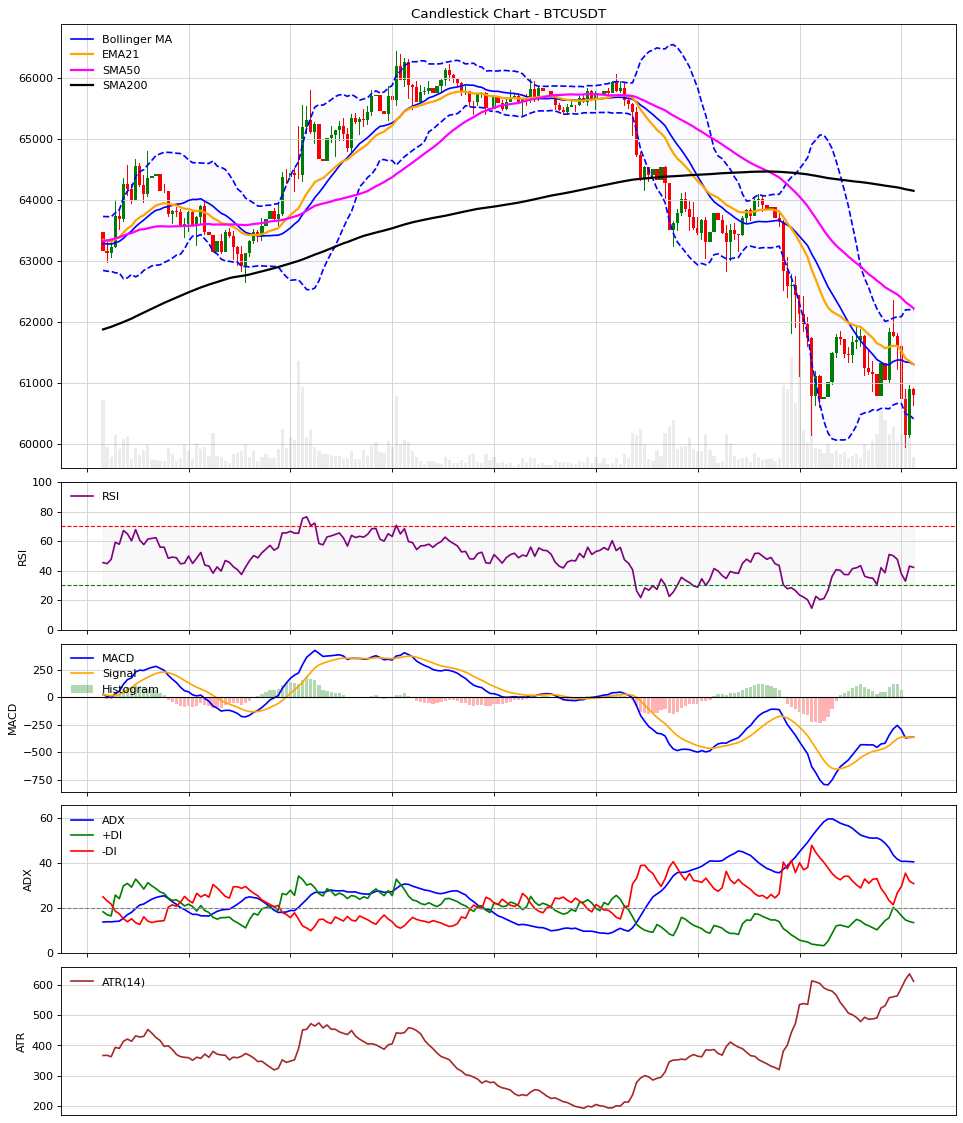 Candlestick Chart - BTCUSDT
Bollinger MA
EMA21
SMA50
SMA200
66000
65000
64000
63000
62000
61000
60000
RSI
100
80
60
40
20
0
RSI
MACD
Signal
Histogram
250
0
−250
−500
−750
MACD
ADX
+DI
-DI
60
40
20
0
ADX
ATR(14)
600
500
400
300
200
ATR